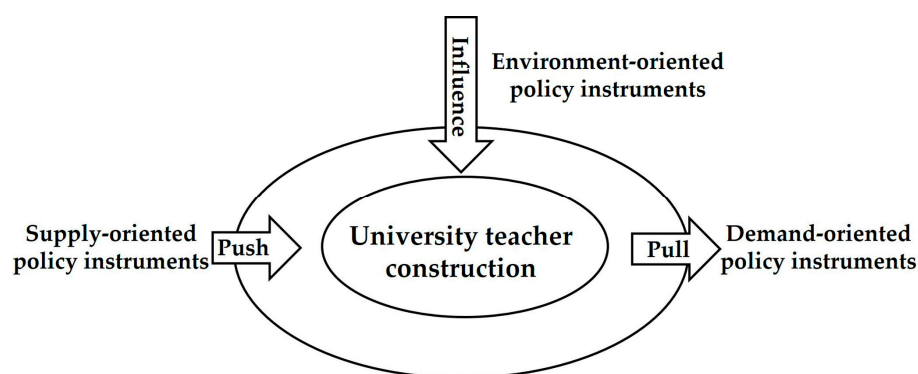 Influence
Environment-oriented
policy instruments
Supply-oriented
policy instruments
Push
University teacher
construction
Pull
Demand-oriented
policy instruments